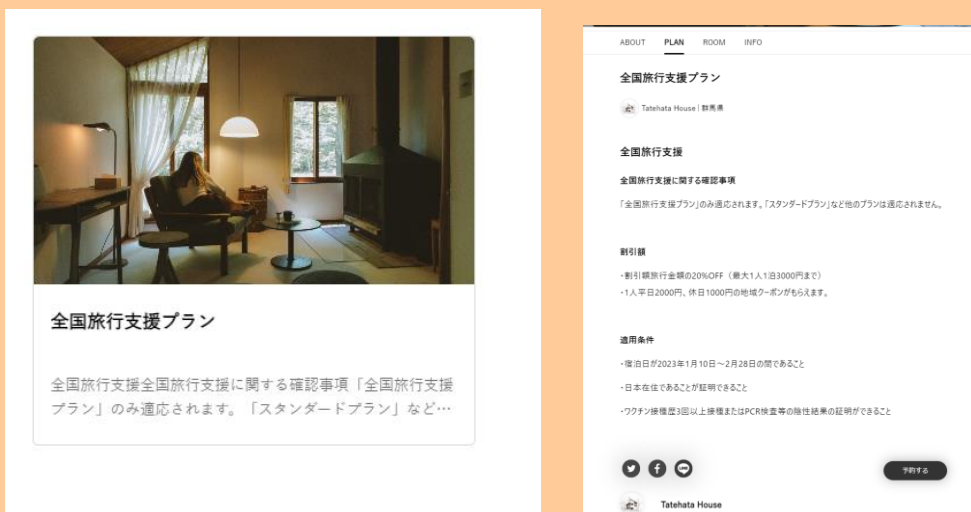 全国旅行支援プラン
全国旅行支援全国旅行支援に関する確認事項「全国旅行支援
プラン」のみ適応されます。「スタンダードプラン」など…
ABOUT PLAN ROOM INFO
全国旅行支援プラン
Tatehata House | 群馬県
全国旅行支援
全国旅行支援に関する確認事項
「全国旅行支援プラン」のみ適応されます。「スタンダードプラン」など他のプランは適応されません。
割引額
・割引額旅行金額の20%OFF（最大1人1泊3000円まで）
・1人平日2000円、休日1000円の地域クーポンがもらえます。
適用条件
・宿泊日が2023年1月10日～2月28日の間であること
・日本在住であることが証明できること
・ワクチン接種歴3回以上接種またはPCR検査等の陰性結果の証明ができること
LINE
予約する
Tatehata House